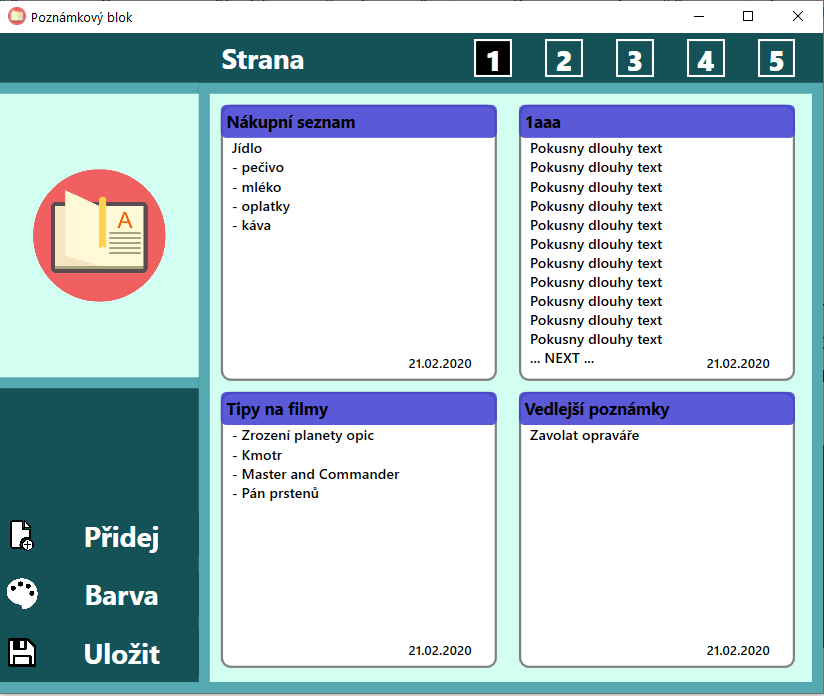 Poznámkový blok
Strana
1
2
3
4
5
A
Nákupní seznam
Jídlo
- pečivo
- mléko
- oplatky
- káva
21.02.2020
1aaa
Pokusny dlouhy text
Pokusny dlouhy text
Pokusny dlouhy text
Pokusny dlouhy text
Pokusny dlouhy text
Pokusny dlouhy text
Pokusny dlouhy text
Pokusny dlouhy text
Pokusny dlouhy text
Pokusny dlouhy text
Pokusny dlouhy text
... NEXT ...
21.02.2020
Tipy na filmy
- Zrození planety opic
- Kmotr
- Master and Commander
- Pán prstenů
21.02.2020
Vedlejší poznámky
Zavolat opraváře
21.02.2020
Přidej
Barva
Uložit